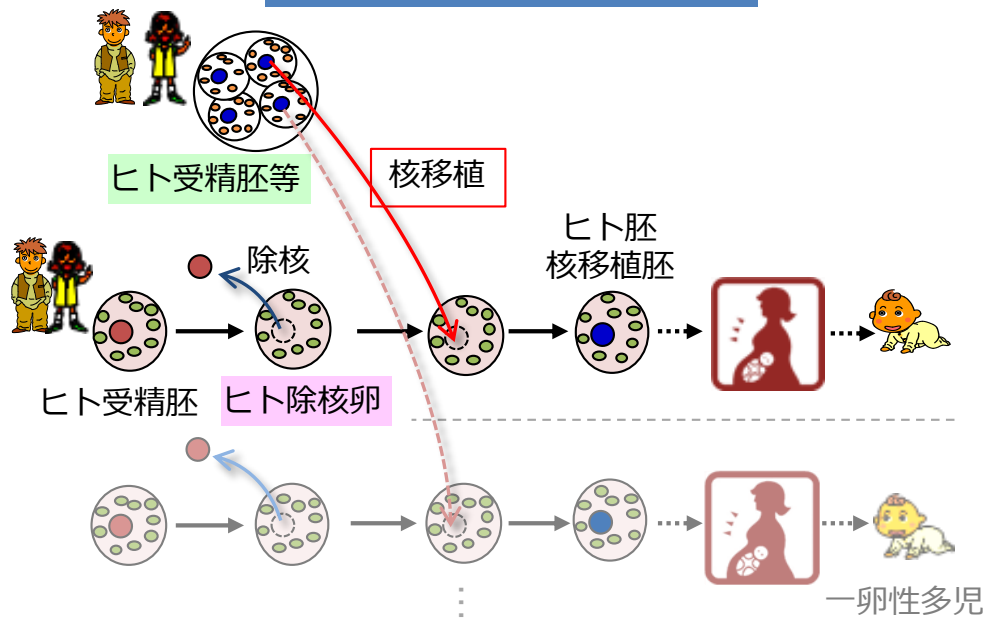 ヒト受精胚等
核移植
ヒト胚
核移植胚
除核
ヒト受精胚
ヒト除核卵
一卵性多児